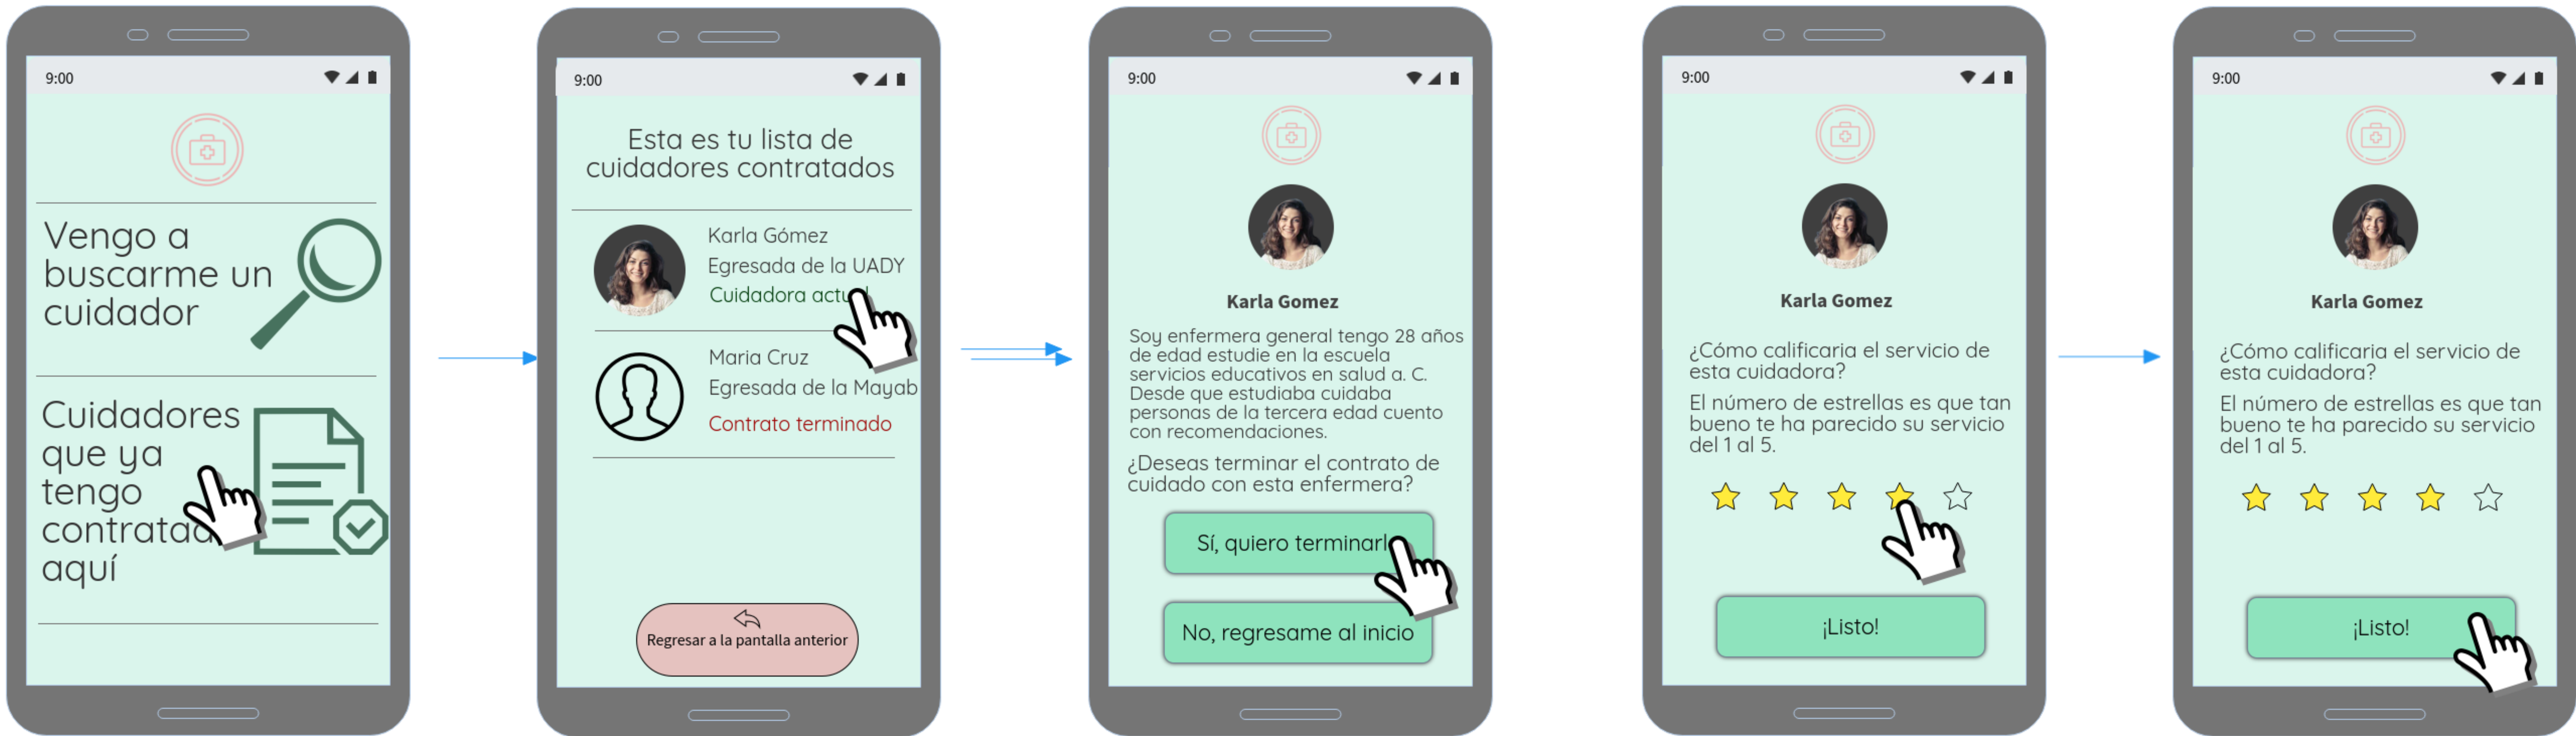 9:00
Vengo a
buscarme un
cuidador
Cuidadores
que ya
tengo
aquí
9:00
Esta es tu lista de
cuidadores contratados
Karla Gómez
Egresada de la UADY
Cuidadora
Maria Cruz
Egresada de la Mayab
Contrato terminado
Regresar a la pantalla anterior
9:00
Karla Gomez
Soy enfermera general tengo 28 años
de edad estudie en la escuela
servicios educativos en salud a. C.
Desde que estudiaba cuidaba
personas de la tercera edad cuento
con recomendaciones.
¿Deseas terminar el contrato de
cuidado con esta enfermera?
Sí, quiero
No, regresame al inicio
9:00
Karla Gomez
¿Cómo calificaria el servicio de
esta cuidadora?
El número de estrellas es que tan
bueno te ha parecido su servicio
del 1 al 5.
¡Listo!
9:00
Karla Gomez
¿Cómo calificaria el servicio de
esta cuidadora?
El número de estrellas es que tan
bueno te ha parecido su servicio
del 1 al 5.
¡Listo!